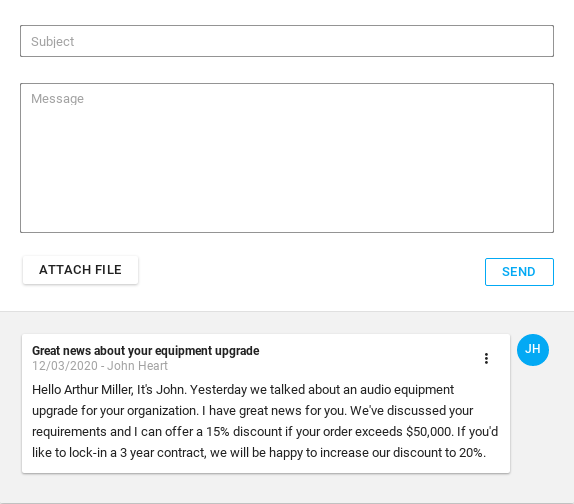 Subject
Message
ATTACH FILE
SEND
Great news about your equipment upgrade
12/03/2020 - John Heart
JH
Hello Arthur Miller, It's John. Yesterday we talked about an audio equipment
upgrade for your organization. I have great news for you. We've discussed your
requirements and I can offer a 15% discount if your order exceeds $50,000. If you'd
like to lock-in a 3 year contract, we will be happy to increase our discount to 20%.